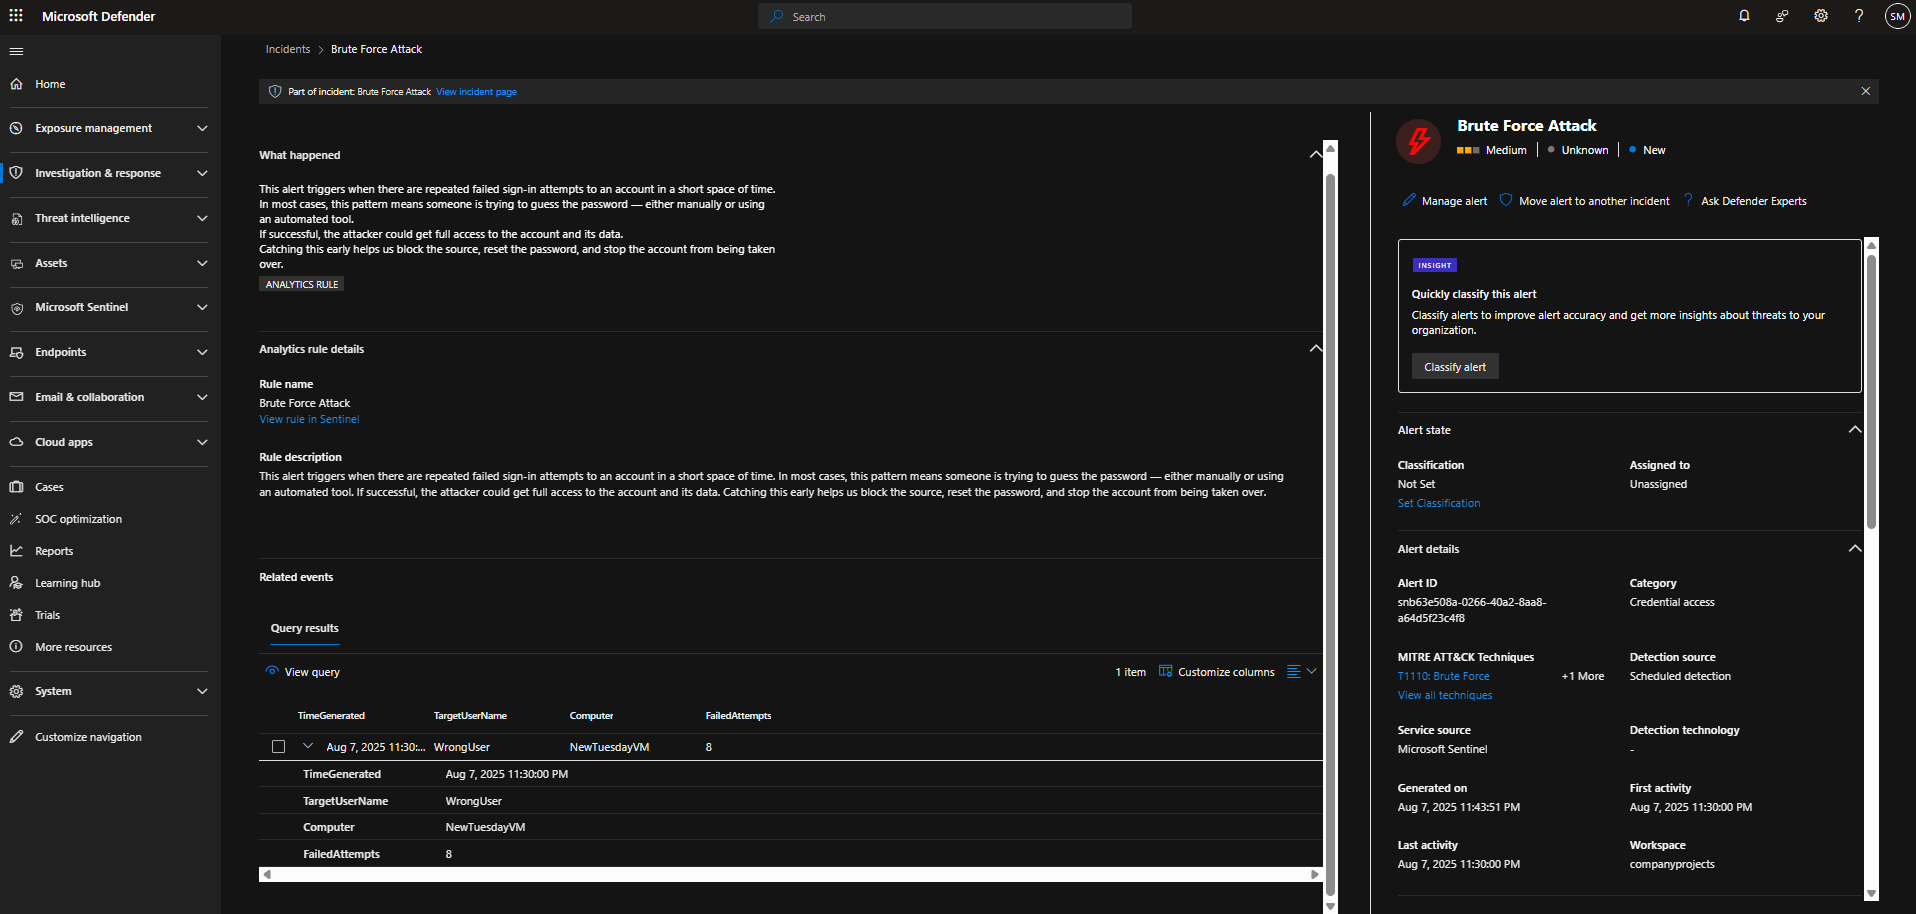 Microsoft Defender
Search
SM
Home
Exposure management
Investigation & response
Threat intelligence
Assets
Microsoft Sentinel
Endpoints
Email & collaboration
Cloud apps
Cases
SOC optimization
Reports
Learning hub
Trials
More resources
System
Customize navigation
Incidents > Brute Force Attack
Part of incident: Brute Force Attack View incident page
What happened
This alert triggers when there are repeated failed sign-in attempts to an account in a short space of time.
In most cases, this pattern means someone is trying to guess the password — either manually or using
an automated tool.
If successful, the attacker could get full access to the account and its data.
Catching this early helps us block the source, reset the password, and stop the account from being taken
over.
ANALYTICS RULE
Analytics rule details
Rule name
Brute Force Attack
View rule in Sentinel
Rule description
This alert triggers when there are repeated failed sign-in attempts to an account in a short space of time. In most cases, this pattern means someone is trying to guess the password — either manually or using
an automated tool. If successful, the attacker could get full access to the account and its data. Catching this early helps us block the source, reset the password, and stop the account from being taken over.
Related events
Query results
View query
1 item Customize columns
TimeGenerated TargetUserName Computer FailedAttempts
Aug 7, 2025 11:30:... WrongUser NewTuesdayVM 8
TimeGenerated Aug 7, 2025 11:30:00 PM
TargetUserName WrongUser
Computer NewTuesdayVM
FailedAttempts 8
Brute Force Attack
Medium | Unknown | New
Manage alert Move alert to another incident ? Ask Defender Experts
INSIGHT
Quickly classify this alert
Classify alerts to improve alert accuracy and get more insights about threats to your
organization.
Classify alert
Alert state
Classification Assigned to
Not Set Unassigned
Set Classification
Alert details
Alert ID Category
snb63e508a-0266-40a2-8aa8- Credential access
a64d5f23c4f8
MITRE ATT&CK Techniques Detection source
T1110: Brute Force +1 More Scheduled detection
View all techniques
Service source Detection technology
Microsoft Sentinel -
Generated on First activity
Aug 7, 2025 11:43:51 PM Aug 7, 2025 11:30:00 PM
Last activity Workspace
Aug 7, 2025 11:30:00 PM companyprojects